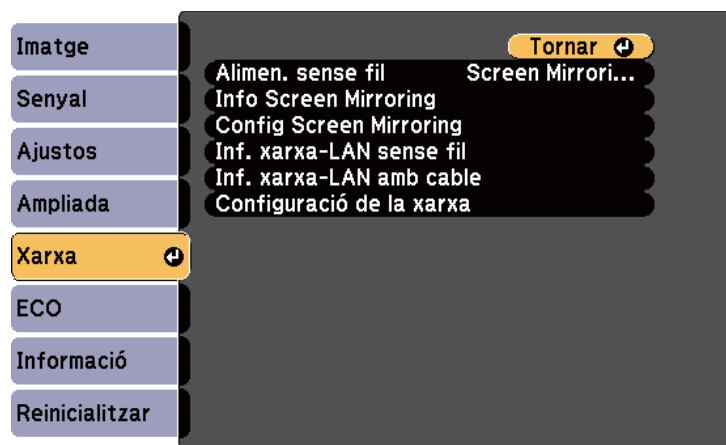 Imatge
Senyal
Ajustos
Ampliada
Xarxa
ECO
Informació
Reinicialitzar
Tornar
Alimen. sense fil Screen Mirrori...
Info Screen Mirroring
Config Screen Mirroring
Inf. xarxa-LAN sense fil
Inf. xarxa-LAN amb cable
Configuració de la xarxa